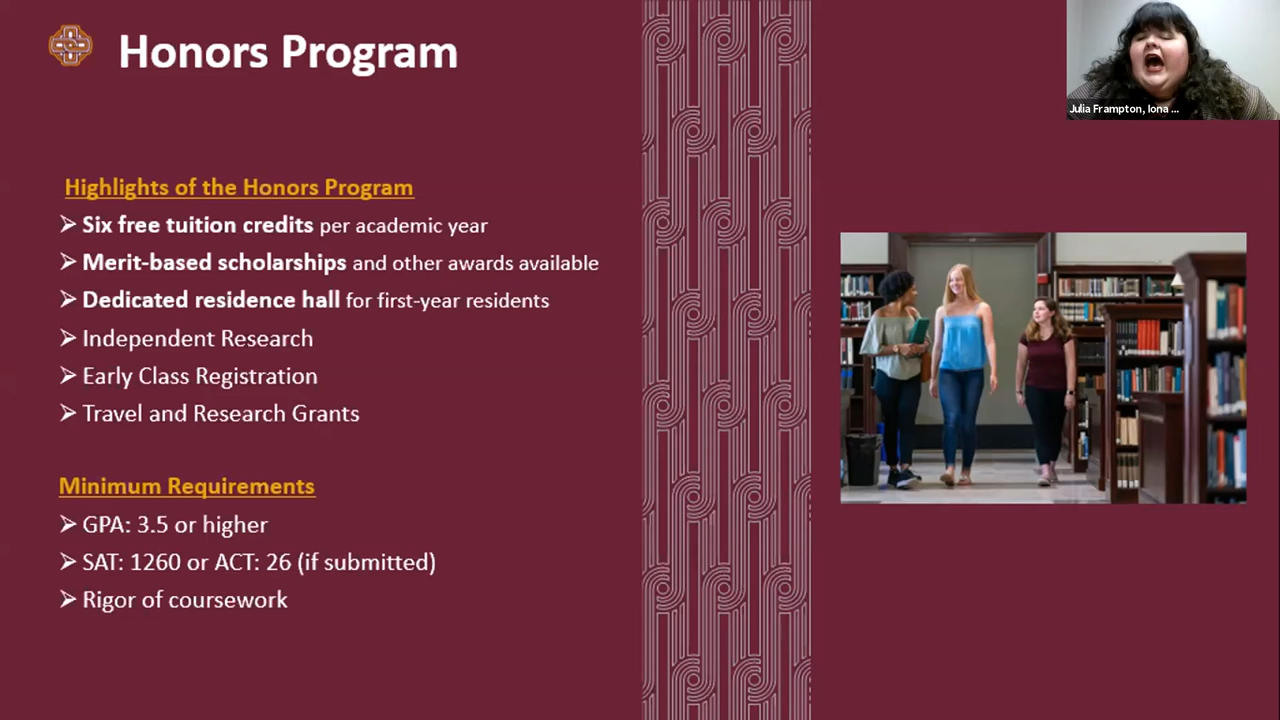 Honors Program
Julia Frampton, Iona ...
Highlights of the Honors Program
➢ Six free tuition credits per academic year
➢ Merit-based scholarships and other awards available
➢ Dedicated residence hall for first-year residents
➢ Independent Research
➢ Early Class Registration
➢ Travel and Research Grants
Minimum Requirements
➢ GPA: 3.5 or higher
➢ SAT: 1260 or ACT: 26 (if submitted)
➢ Rigor of coursework